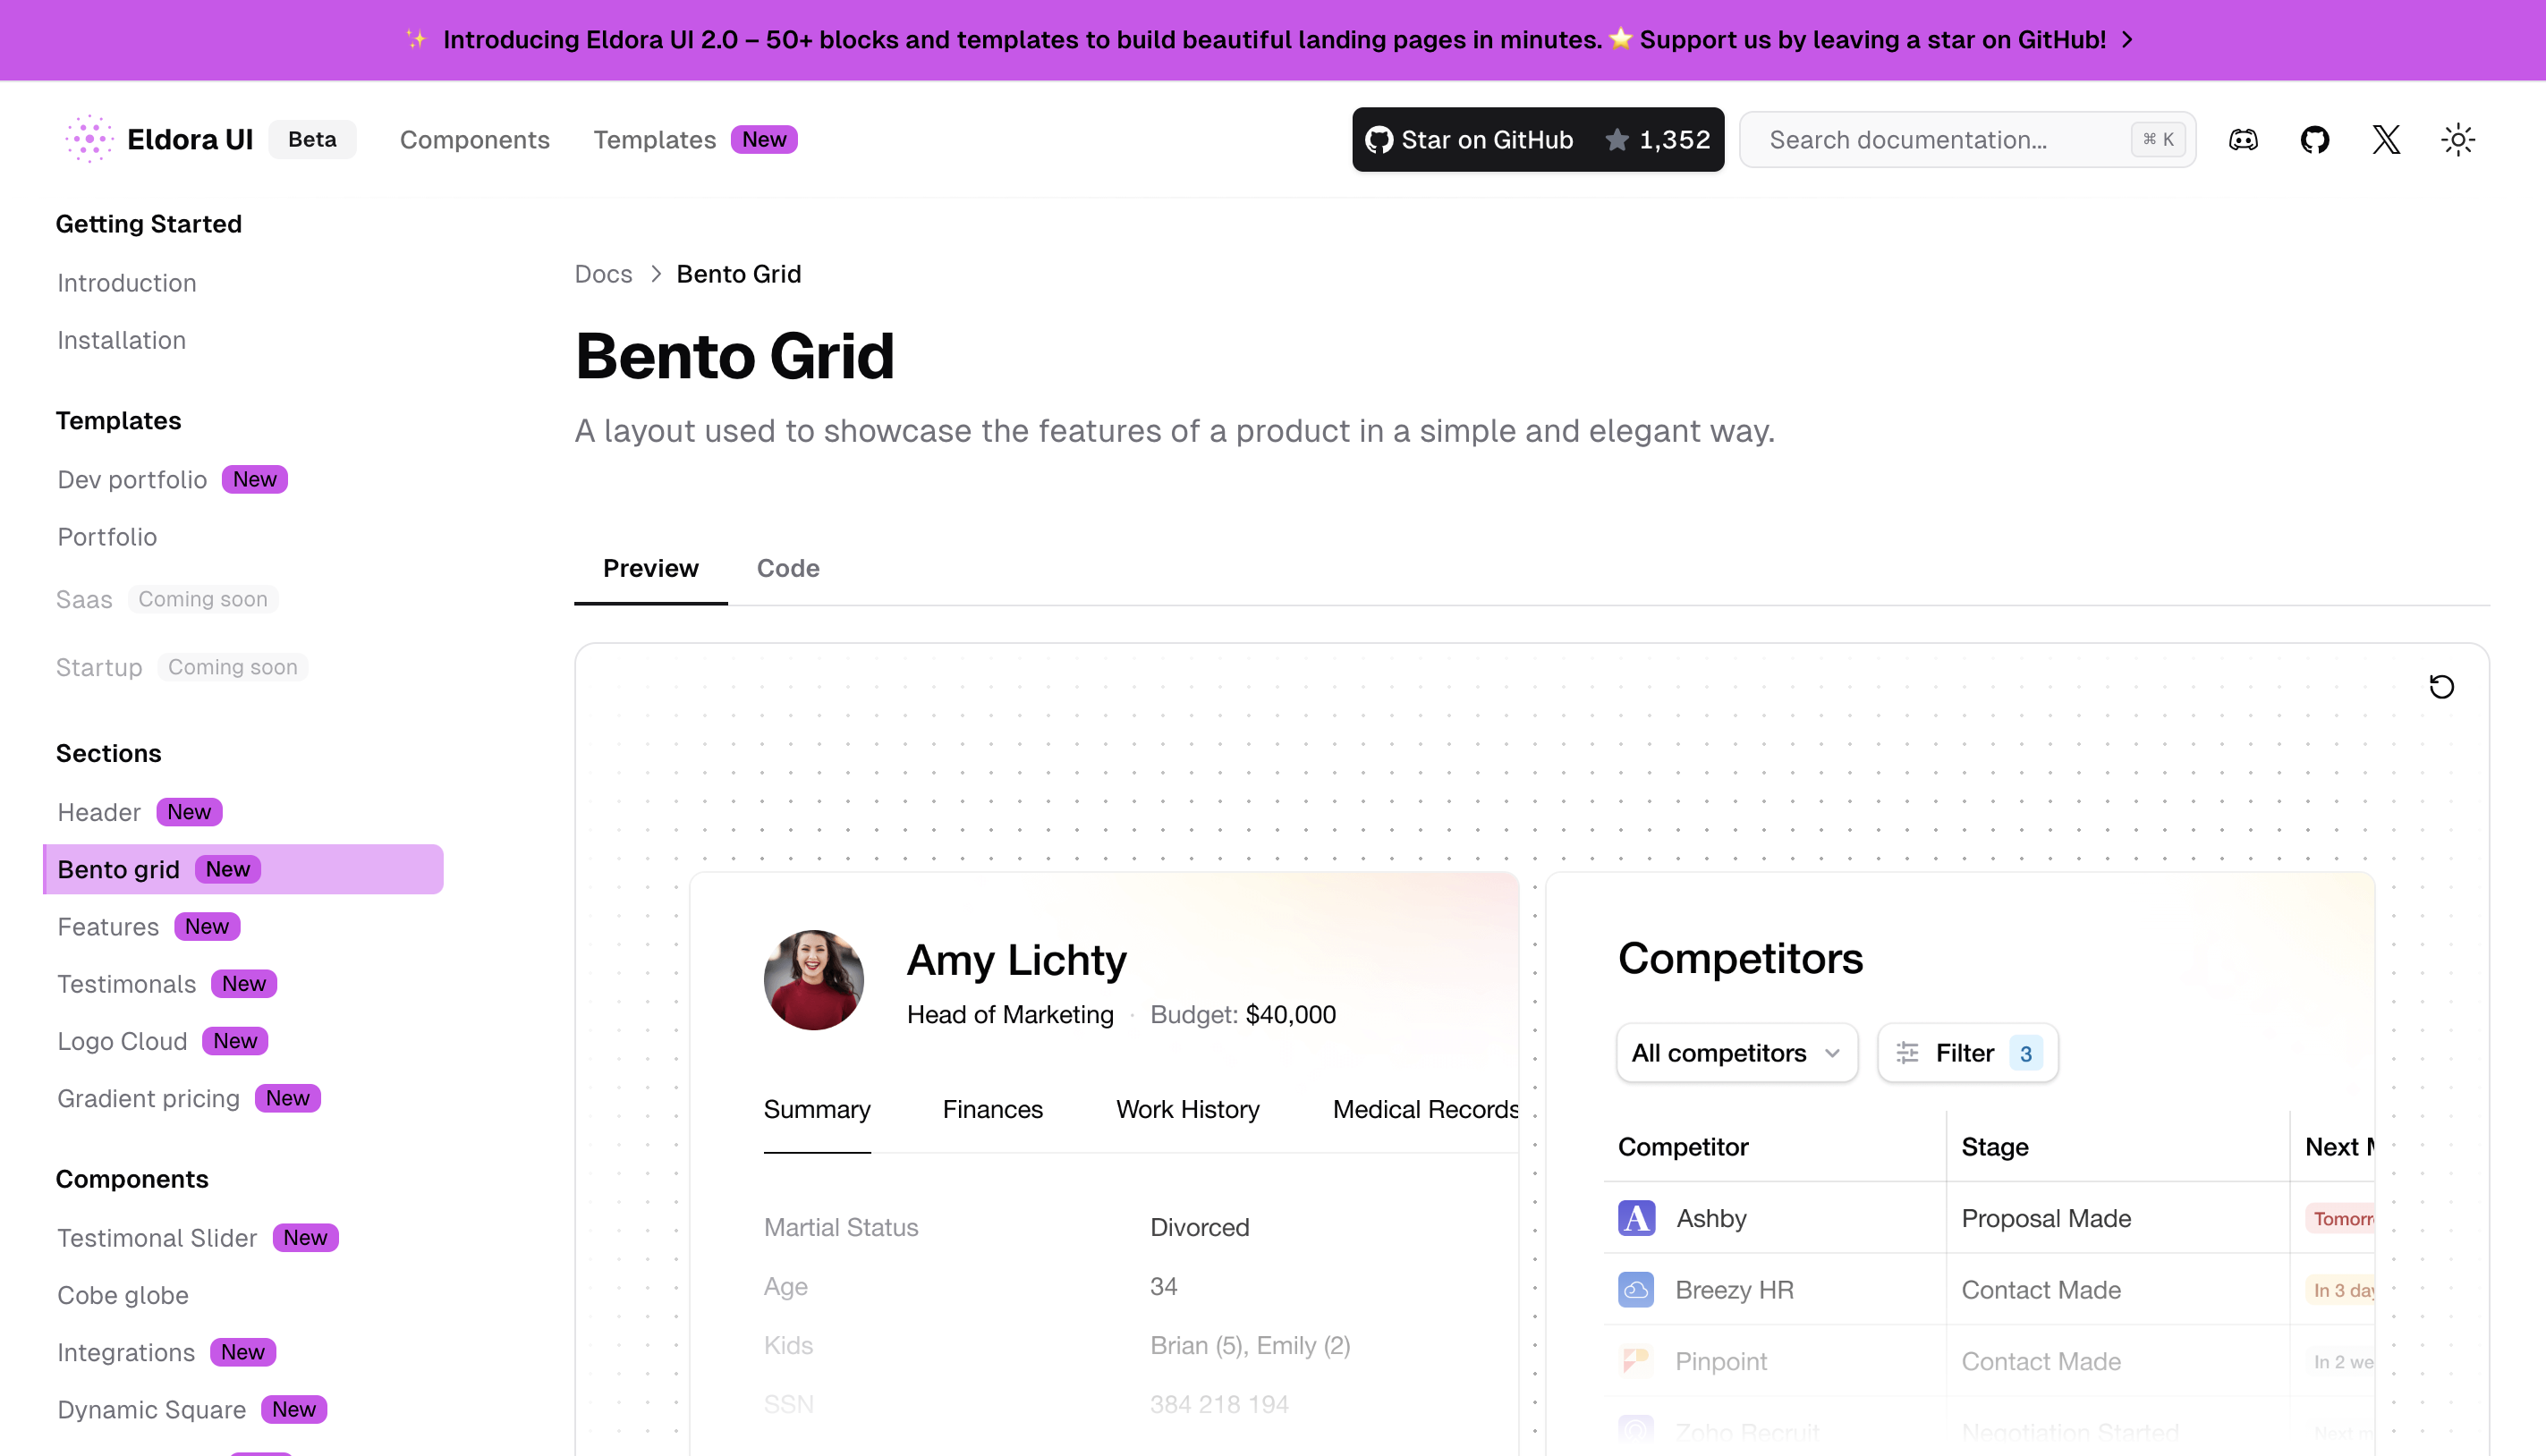 ✨ Introducing Eldora UI 2.0 – 50+ blocks and templates to build beautiful landing pages in minutes. ⭐ Support us by leaving a star on GitHub!
Eldora UI Beta Components Templates New Star on GitHub 1,352 Search documentation... ⌘ K
Getting Started
Introduction
Installation
Templates
Dev portfolio New
Portfolio
Saas Coming soon
Startup Coming soon
Sections
Header New
Bento grid New
Features New
Testimonals New
Logo Cloud New
Gradient pricing New
Components
Testimonal Slider New
Cobe globe
Integrations New
Dynamic Square New
Docs > Bento Grid
Bento Grid
A layout used to showcase the features of a product in a simple and elegant way.
Preview Code
Amy Lichty
Head of Marketing · Budget: $40,000
Summary Finances Work History Medical Records
Martial Status Divorced
Age 34
Kids Brian (5), Emily (2)
SSN 384 218 194
Competitors
All competitors Filter 3
Competitor Stage Next
Ashby Proposal Made Tomorr
Breezy HR Contact Made In 3 day
Pinpoint Contact Made In 2 we
Zoho Recruit Negotiation Started Next